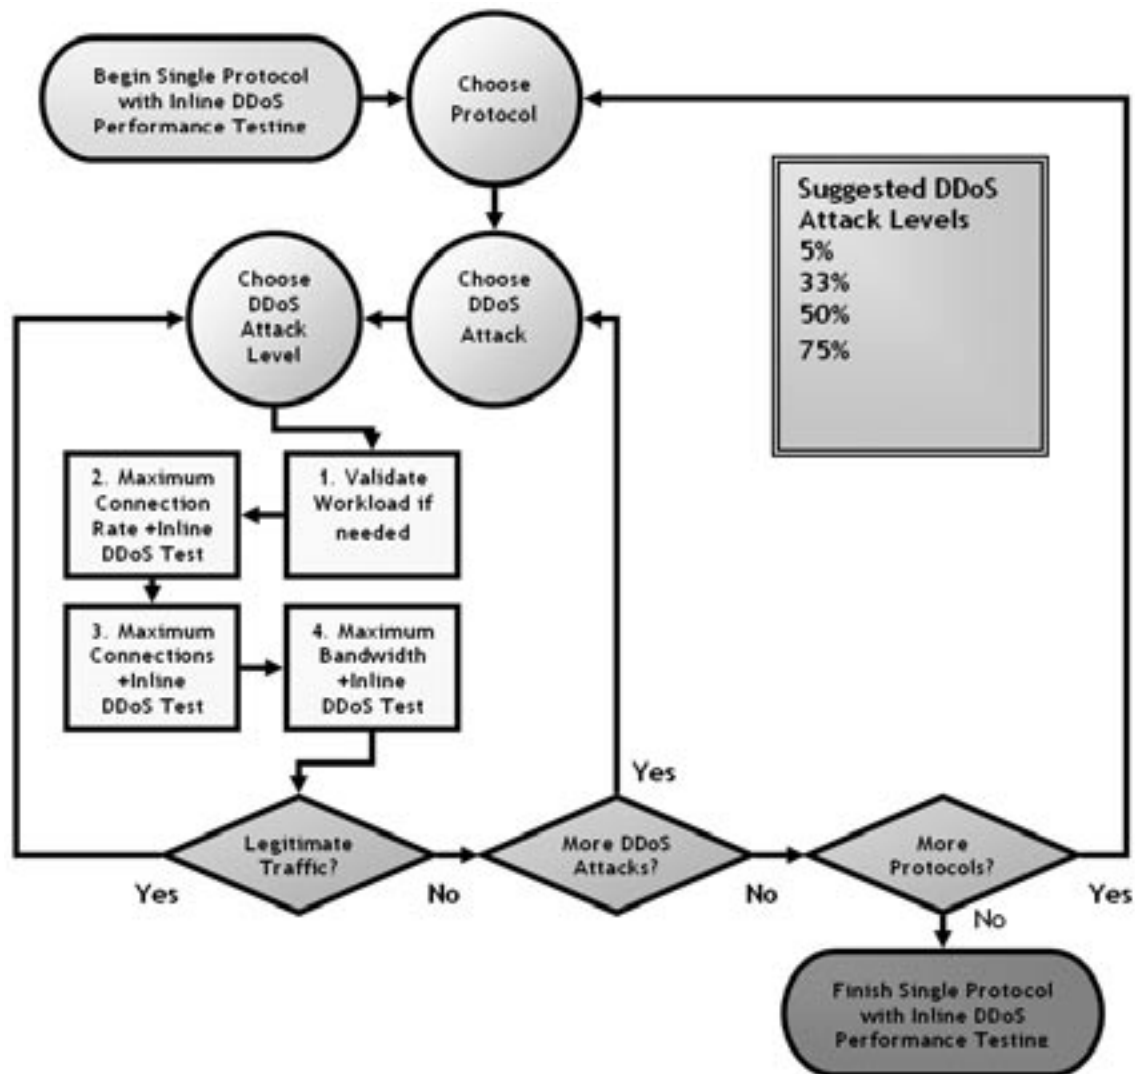 Begin Single Protocol
with Inline DDoS
Performance Testing
Choose
Protocol
Suggested DDoS
Attack Levels
5%
33%
50%
75%
Choose
DDoS
Attack
Level
Choose
DDoS
Attack
2. Maximum
Connection
Rate +Inline
DDoS Test
1. Validate
Workload if
needed
3. Maximum
Connections
+Inline
DDoS Test
4. Maximum
Bandwidth
+Inline
DDoS Test
Yes
Legitimate
Traffic?
More DDoS
Attacks?
More
Protocols?
Yes
No
No
Yes
No
Finish Single Protocol
with Inline DDoS
Performance Testing